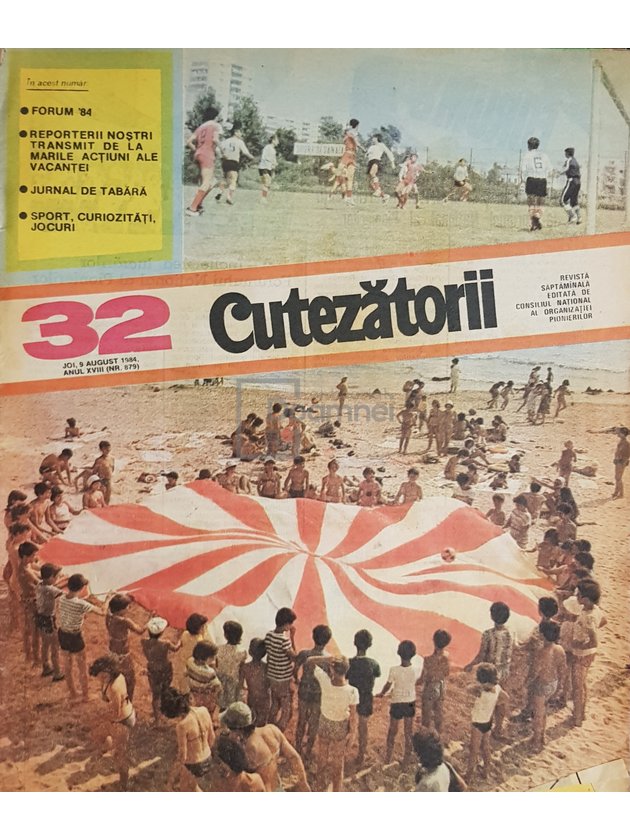 În acest număr:
● FORUM '84
● REPORTERII NOȘTRI
TRANSMIT DE LA
MARILE ACȚIUNI ALE
VACANȚEI
● JURNAL DE TABĂRĂ
● SPORT, CURIOZITĂȚI,
JOCURI
6
32
JOI, 9 AUGUST 1984.
ANUL XVIII (NR. 879)
Cutezătorii
REVISTĂ
SĂPTĂMÎNALĂ
EDITATĂ DE
CONSILIUL NAȚIONAL
AL ORGANIZAȚIEI
PIONIERILOR